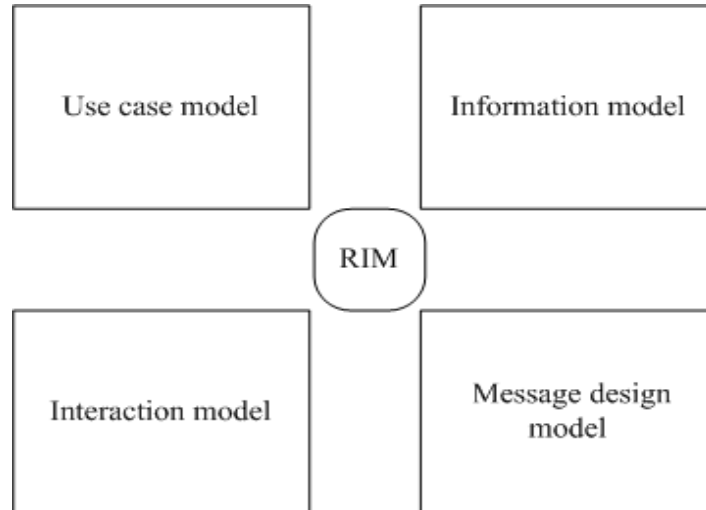 Use case model
Information model
RIM
Interaction model
Message design
model